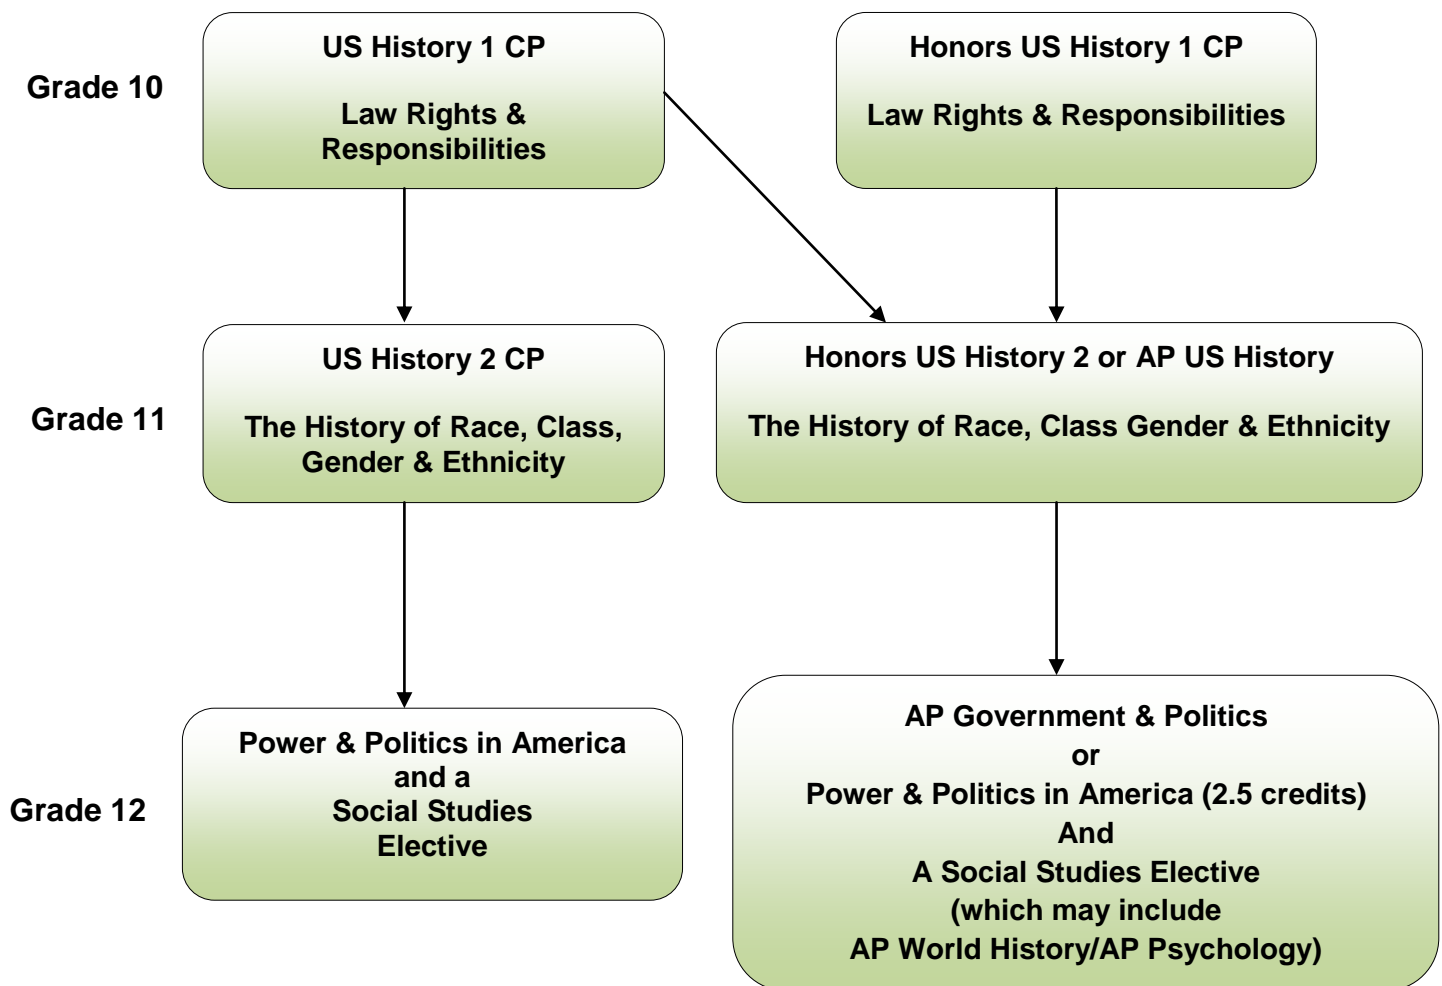 Grade 10
US History 1 CP
Law Rights &
Responsibilities
Honors US History 1 CP
Law Rights & Responsibilities
Grade 11
US History 2 CP
The History of Race, Class,
Gender & Ethnicity
Honors US History 2 or AP US History
The History of Race, Class Gender & Ethnicity
Grade 12
Power & Politics in America
and a
Social Studies
Elective
AP Government & Politics
or
Power & Politics in America (2.5 credits)
And
A Social Studies Elective
(which may include
AP World History/AP Psychology)